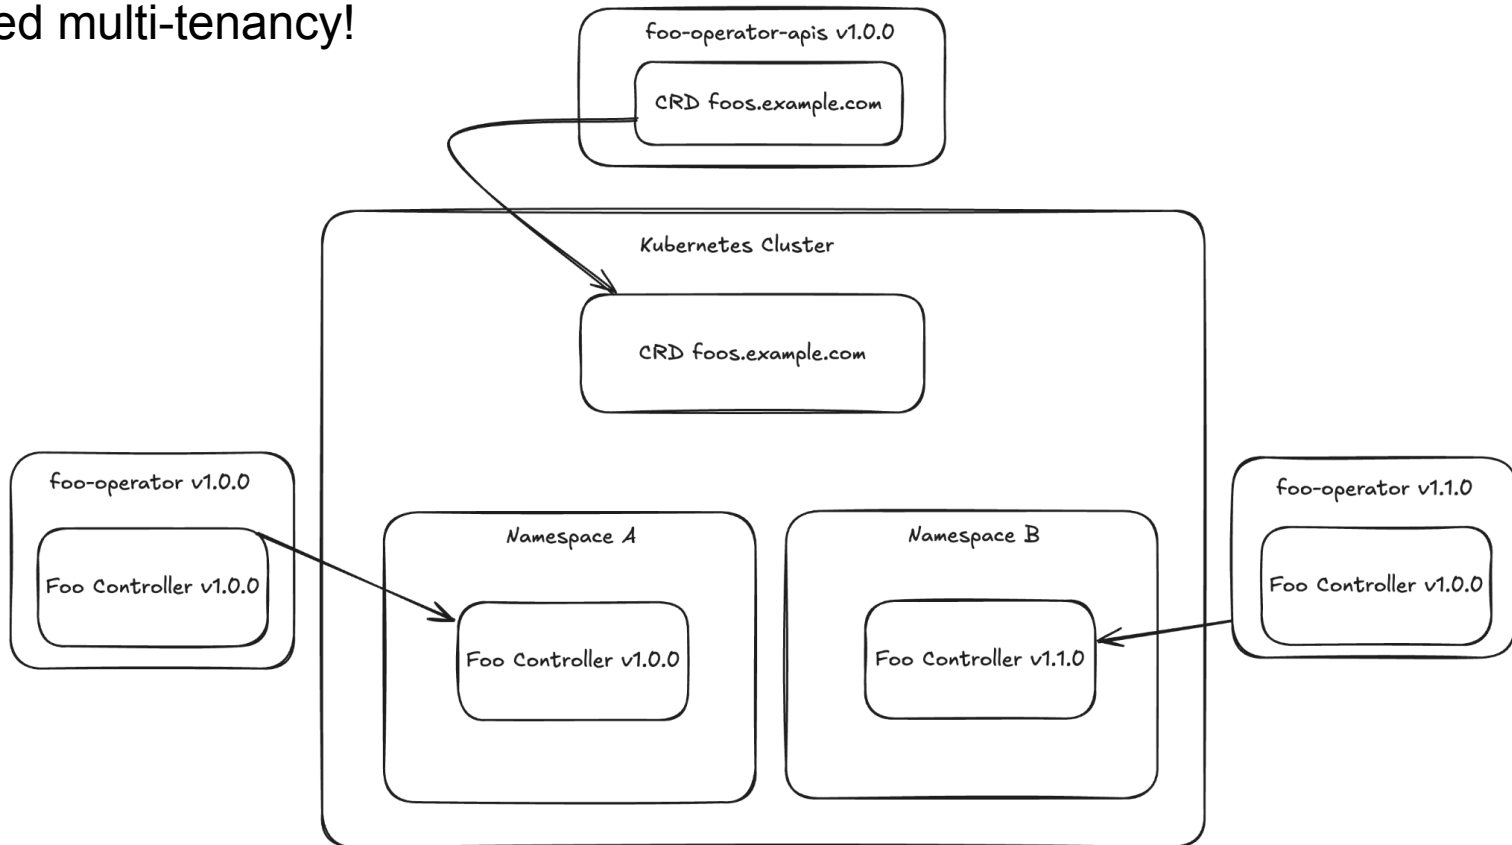 ed multi-tenancy!
foo-operator-apis v1.0.0
CRD foos.example.com
Kubernetes Cluster
CRD foos.example.com
foo-operator v1.0.0
Foo Controller v1.0.0
Namespace A
Foo Controller v1.0.0
Namespace B
Foo Controller v1.1.0
foo-operator v1.1.0
Foo Controller v1.0.0